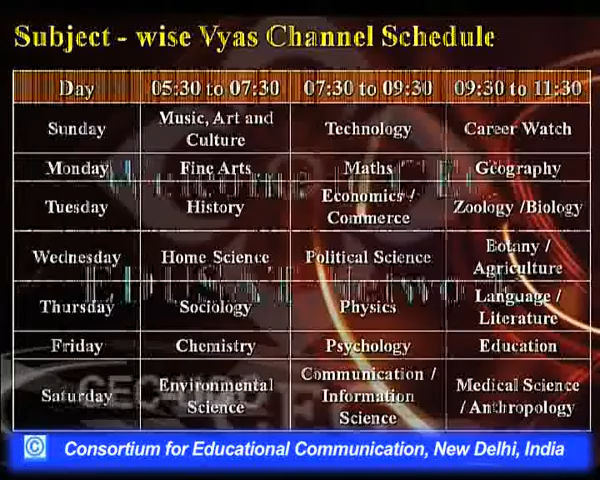 Subject - wise Vyas Channel Schedule
Day 05:30 to 07:30 07:30 to 09:30 09:30 to 11:30
Sunday Music, Art and Culture Technology Career Watch
Monday Fine Arts Maths Geography
Tuesday History Economics / Commerce Zoology /Biology
Wednesday Home Science Political Science Botany / Agriculture
Thursday Sociology Physics Language / Literature
Friday Chemistry Psychology Education
Saturday Environmental Science Communication / Information Science Medical Science / Anthropology
Welcome
EDUSAT Network
© Consortium for Educational Communication, New Delhi, India